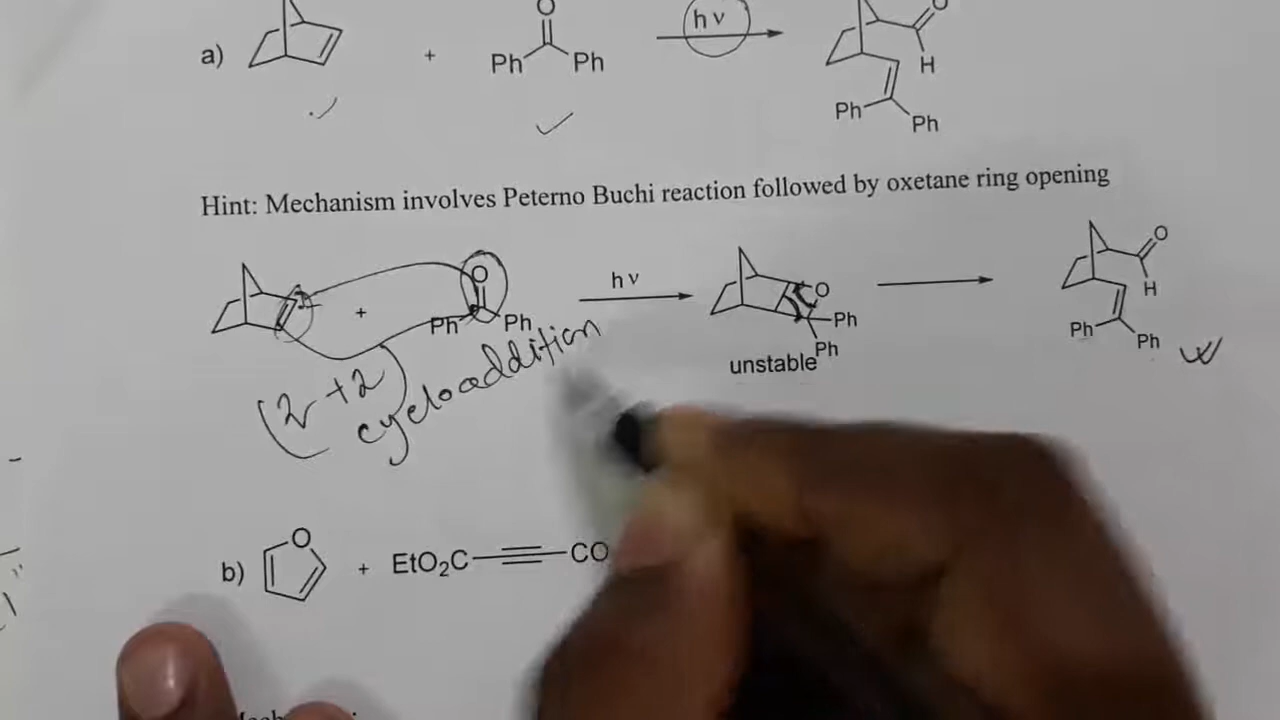 a) + O Ph Ph hν O H Ph Ph
Hint: Mechanism involves Peterno Buchi reaction followed by oxetane ring opening
+ O Ph Ph hν O Ph Ph unstable O H Ph Ph
(2+2)
cycloaddition
b) O + EtO₂C CO